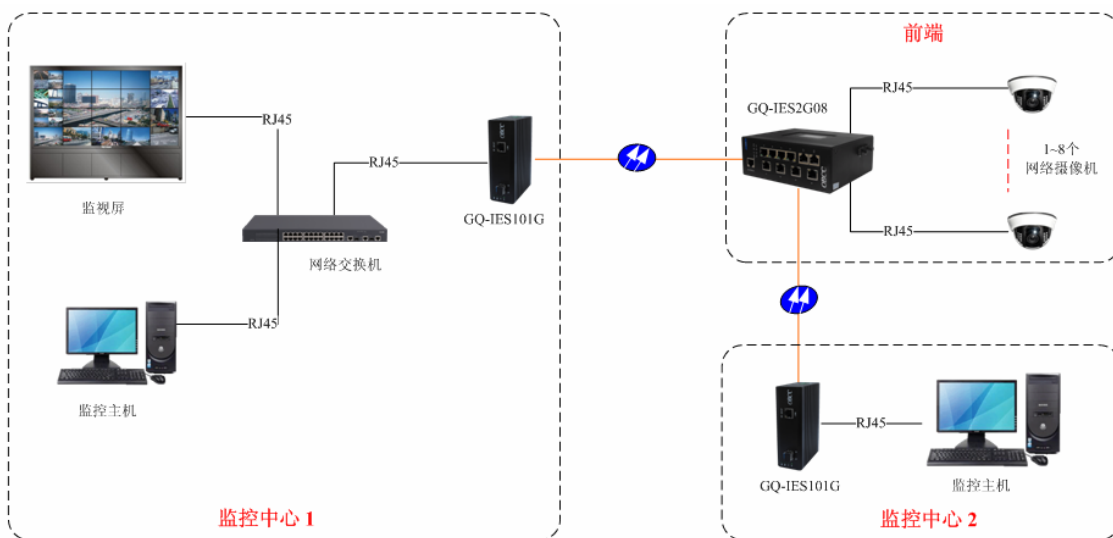 前端
GQ-IES2G08
RJ45
1~8个
网络摄像机
RJ45
RJ45
监视屏
RJ45
GQ-IES101G
网络交换机
RJ45
监控主机
监控中心 1
GQ-IES101G
RJ45
监控主机
监控中心 2